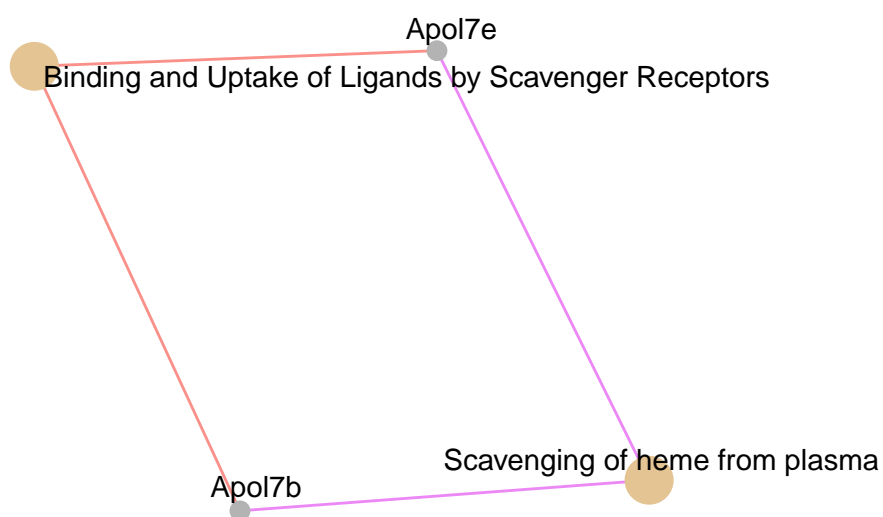 Apol7e
Binding and Uptake of Ligands by Scavenger Receptors
Scavenging of heme from plasma
Apol7b